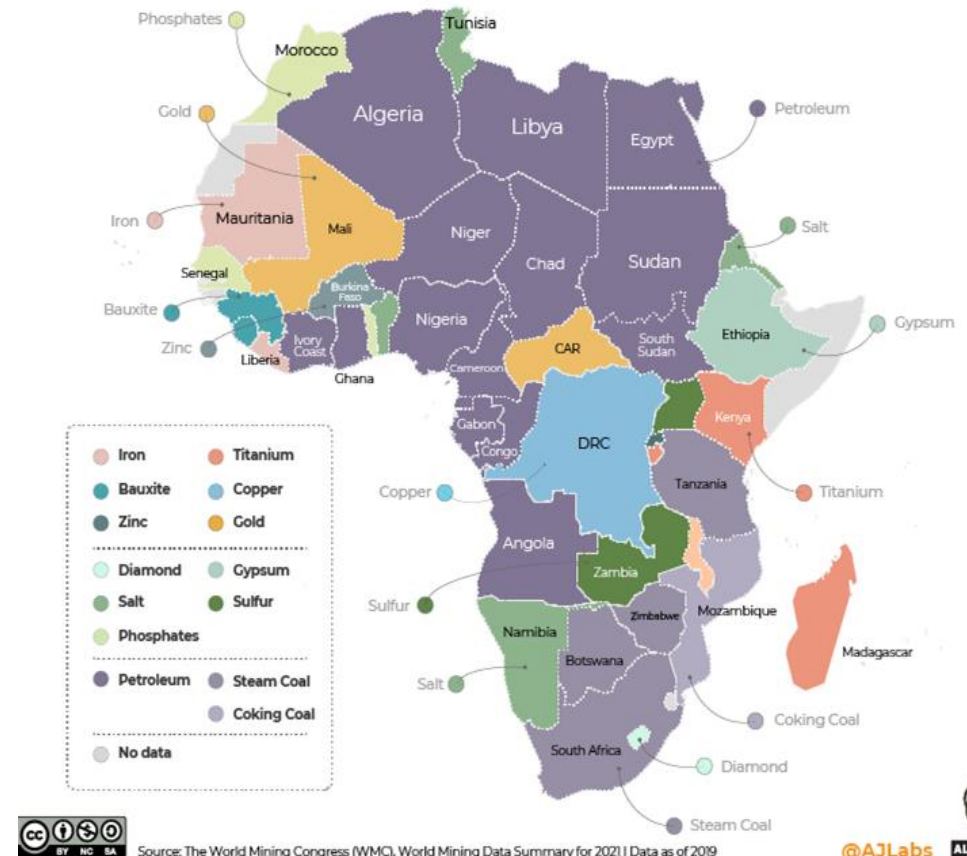 Phosphates
Tunisia
Morocco
Gold
Algeria
Libya
Egypt
Petroleum
Iron
Mauritania
Mali
Niger
Chad
Sudan
Salt
Senegal
Bauxite
Burkina
Faso
Nigeria
Ethiopia
Gypsum
Zinc
Liberia
Ivory
Coast
Ghana
Cameroon
CAR
South
Sudan
Gabon
Congo
DRC
Kenya
Copper
Tanzania
Titanium
Angola
Zambia
Sulfur
Mozambique
Namibia
Zimbabwe
Botswana
Madagascar
Salt
Coking Coal
South Africa
Diamond
Steam Coal
Iron
Titanium
Bauxite
Copper
Zinc
Gold
Diamond
Gypsum
Salt
Sulfur
Phosphates
Petroleum
Steam Coal
Coking Coal
No data
cc BY NC SA
Source: The World Mining Congress (WMC), World Mining Data Summary for 2021 | Data as of 2019
@AJLabs